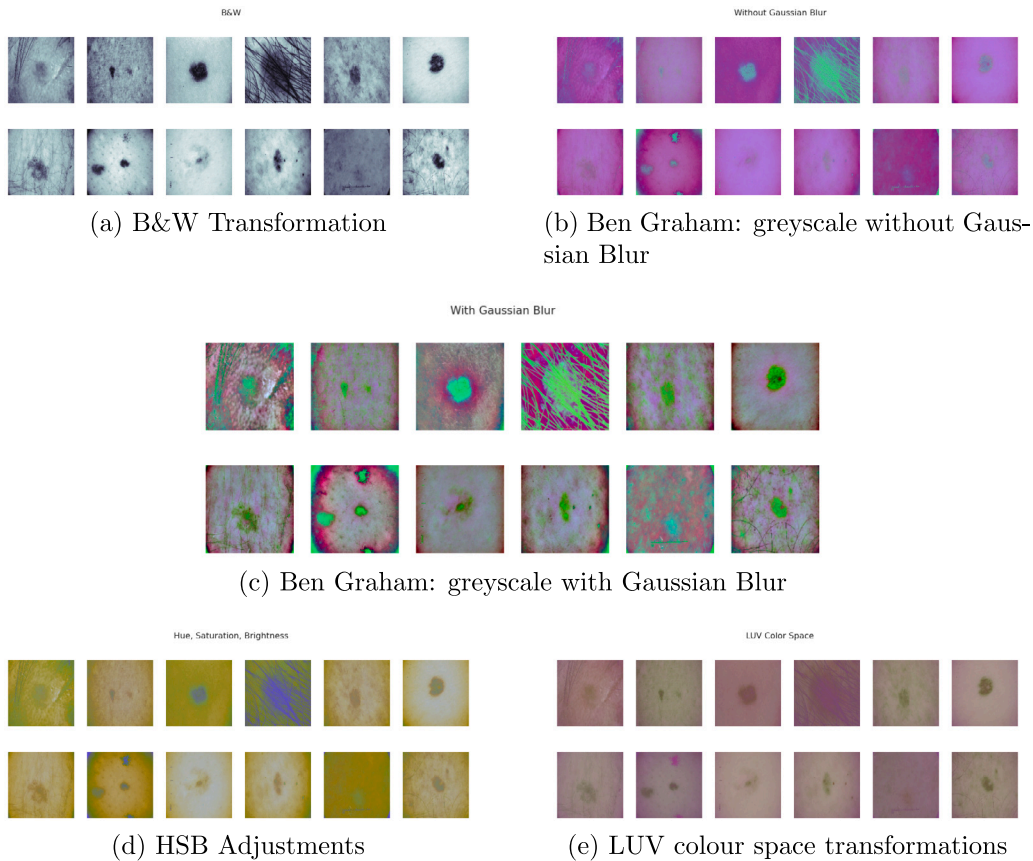 B&W
Without Gaussian Blur
(a) B&W Transformation
(b) Ben Graham: greyscale without Gaus-
sian Blur
With Gaussian Blur
(c) Ben Graham: greyscale with Gaussian Blur
Hue, Saturation, Brightness
LUV Color Space
(d) HSB Adjustments
(e) LUV colour space transformations